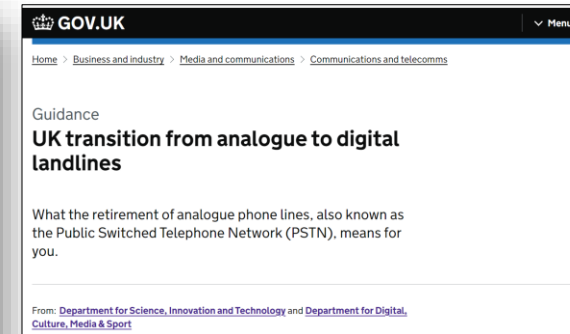 GOV.UK
Menu
Home > Business and industry > Media and communications > Communications and telecomms
Guidance
UK transition from analogue to digital
landlines
What the retirement of analogue phone lines, also known as
the Public Switched Telephone Network (PSTN), means for
you.
From: Department for Science, Innovation and Technology and Department for Digital,
Culture, Media & Sport